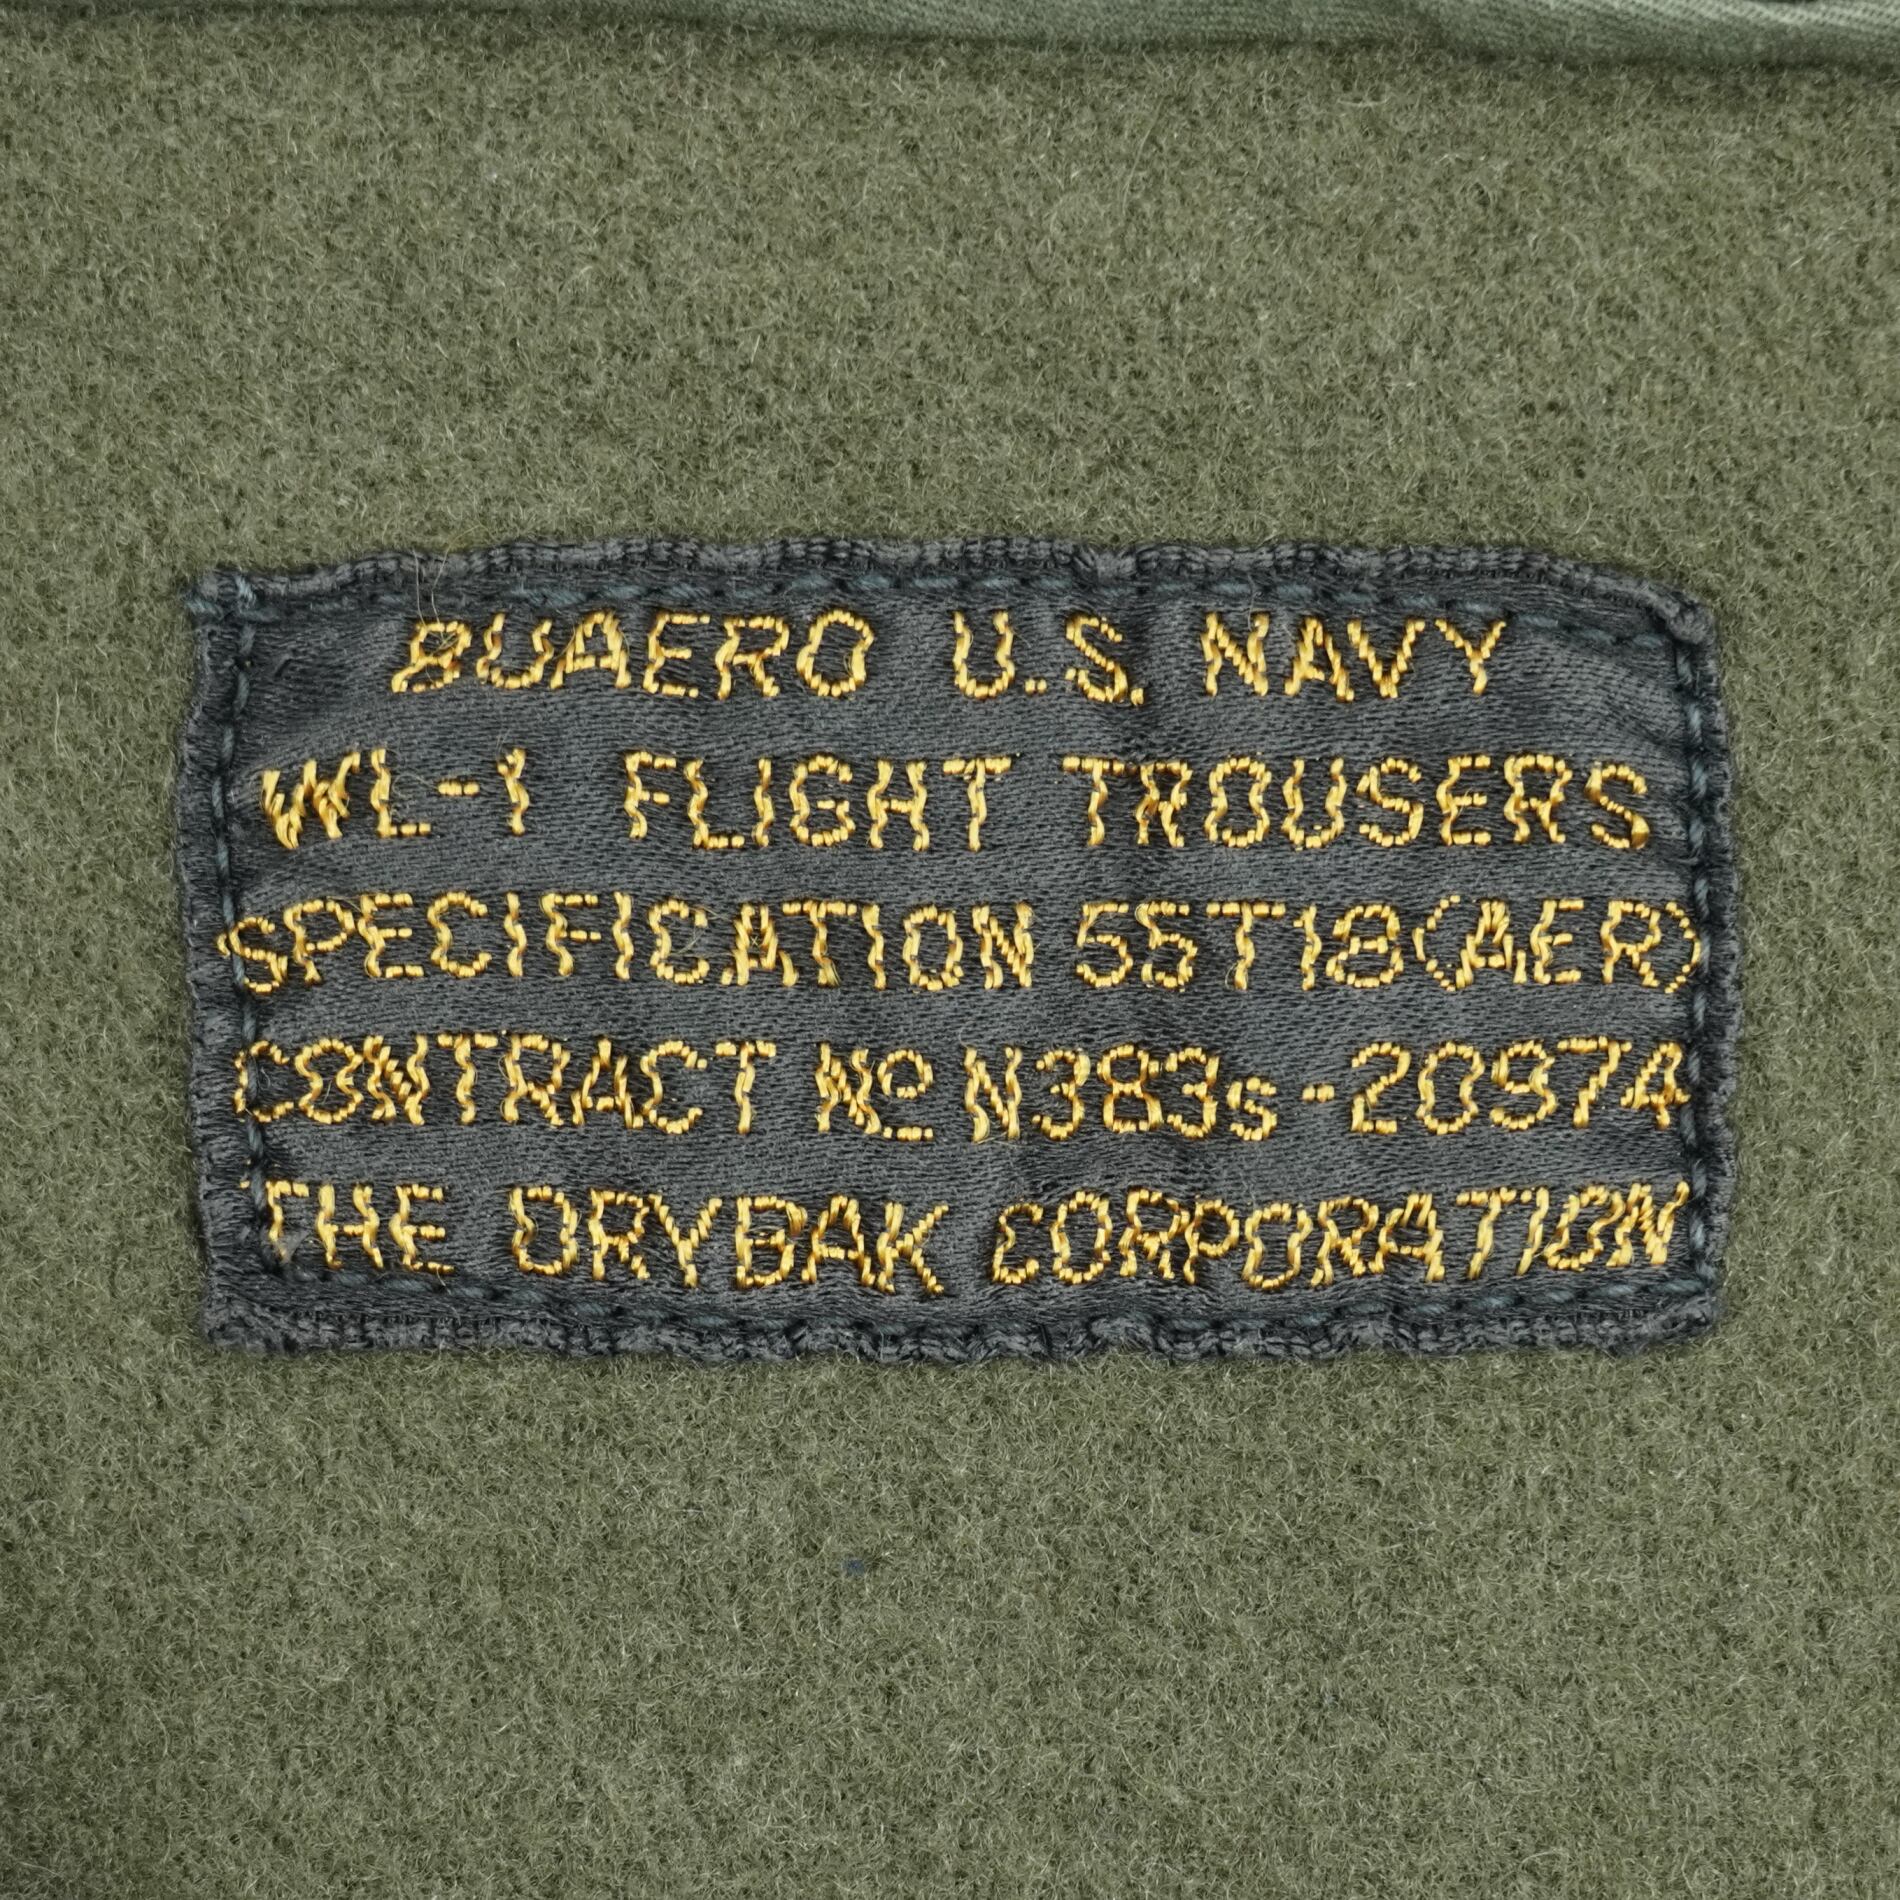 BUAERO U.S. NAVY
WL-1 FLIGHT TROUSERS
SPECIFICATION 55T18(AER)
CONTRACT No N383s-20974
THE DRYBAK CORPORATION